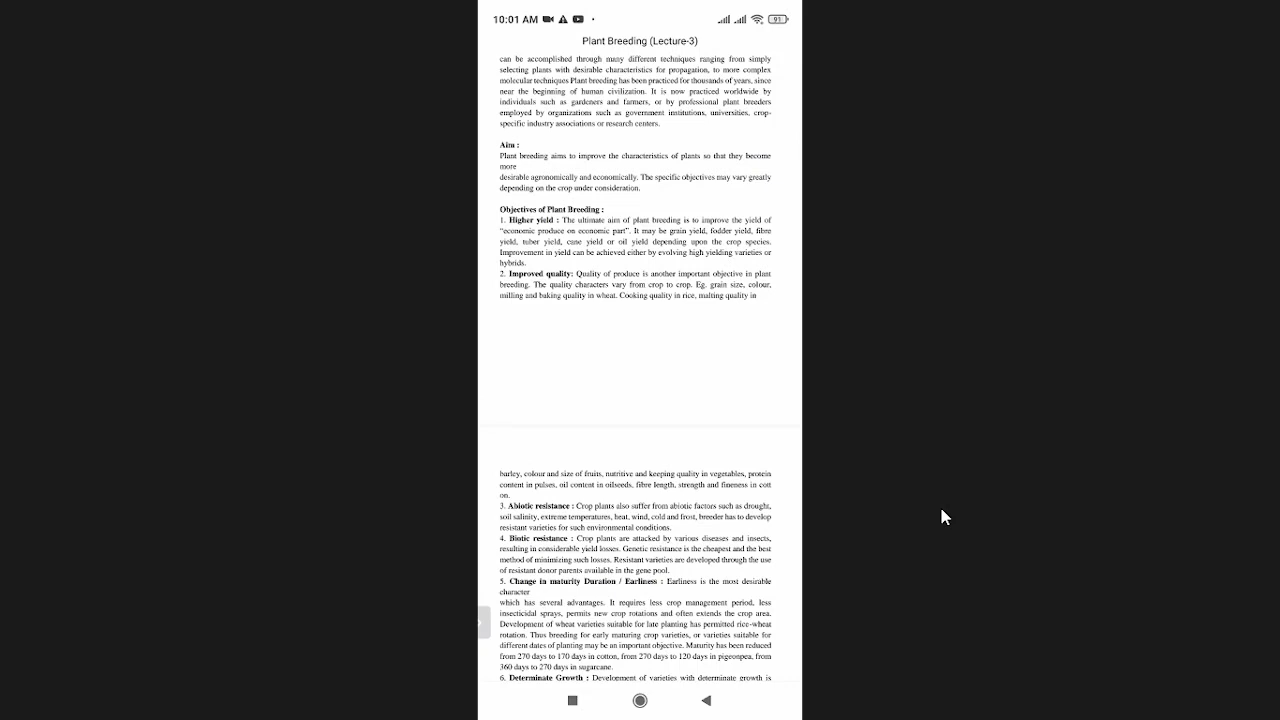 10:01 AM
91
Plant Breeding (Lecture-3)
can be accomplished through many different techniques ranging from simply
selecting plants with desirable characteristics for propagation, to more complex
molecular techniques Plant breeding has been practiced for thousands of years, since
near the beginning of human civilization. It is now practiced worldwide by
individuals such as gardeners and farmers, or by professional plant breeders
employed by organizations such as government institutions, universities, crop-
specific industry associations or research centers.
Aim :
Plant breeding aims to improve the characteristics of plants so that they become
more
desirable agronomically and economically. The specific objectives may vary greatly
depending on the crop under consideration.
Objectives of Plant Breeding :
1. Higher yield : The ultimate aim of plant breeding is to improve the yield of
“economic produce on economic part”. It may be grain yield, fodder yield, fibre
yield, tuber yield, cane yield or oil yield depending upon the crop species.
Improvement in yield can be achieved either by evolving high yielding varieties or
hybrids.
2. Improved quality: Quality of produce is another important objective in plant
breeding. The quality characters vary from crop to crop. Eg. grain size, colour,
milling and baking quality in wheat. Cooking quality in rice, malting quality in
barley, colour and size of fruits, nutritive and keeping quality in vegetables, protein
content in pulses, oil content in oilseeds, fibre length, strength and fineness in cott
on.
3. Abiotic resistance : Crop plants also suffer from abiotic factors such as drought,
soil salinity, extreme temperatures, heat, wind, cold and frost, breeder has to develop
resistant varieties for such environmental conditions.
4. Biotic resistance : Crop plants are attacked by various diseases and insects,
resulting in considerable yield losses. Genetic resistance is the cheapest and the best
method of minimizing such losses. Resistant varieties are developed through the use
of resistant donor parents available in the gene pool.
5. Change in maturity Duration / Earliness : Earliness is the most desirable
character
which has several advantages. It requires less crop management period, less
insecticidal sprays, permits new crop rotations and often extends the crop area.
Development of wheat varieties suitable for late planting has permitted rice-wheat
rotation. Thus breeding for early maturing crop varieties, or varieties suitable for
different dates of planting may be an important objective. Maturity has been reduced
from 270 days to 170 days in cotton, from 270 days to 120 days in pigeonpea, from
360 days to 270 days in sugarcane.
6. Determinate Growth : Development of varieties with determinate growth is